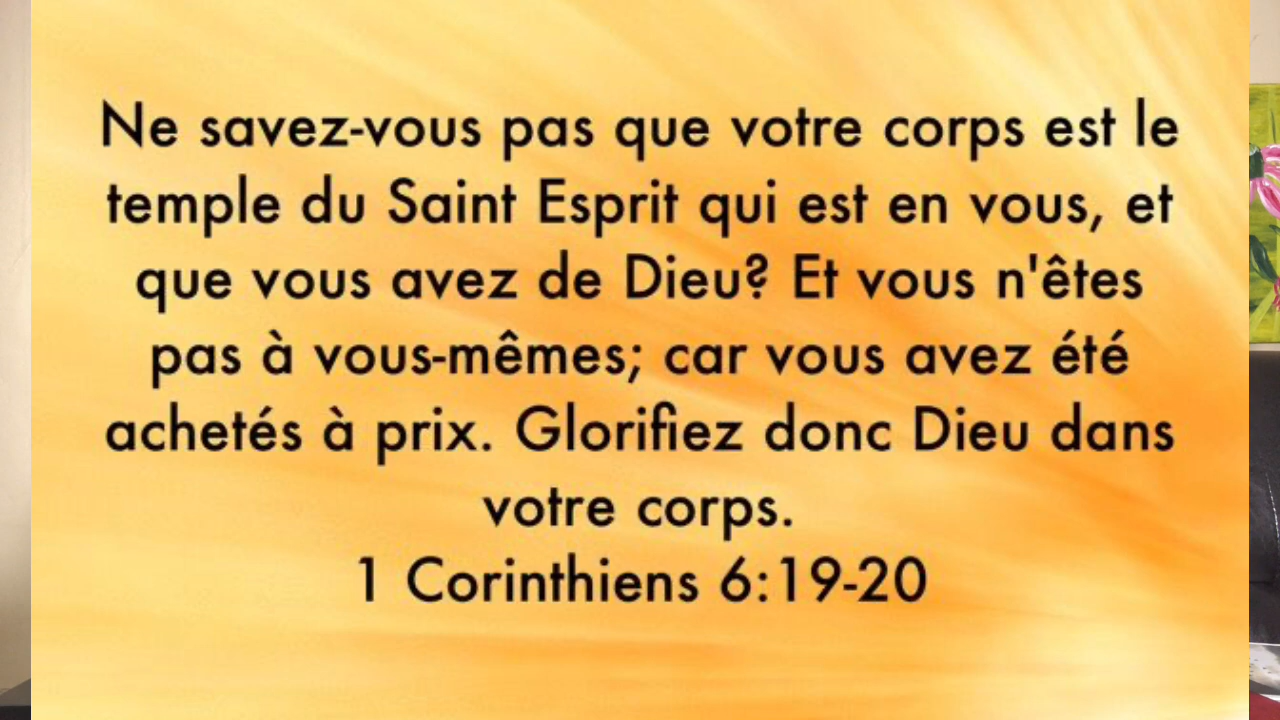 Ne savez-vous pas que votre corps est le
temple du Saint Esprit qui est en vous, et
que vous avez de Dieu? Et vous n'êtes
pas à vous-mêmes; car vous avez été
achetés à prix. Glorifiez donc Dieu dans
votre corps.
1 Corinthiens 6:19-20